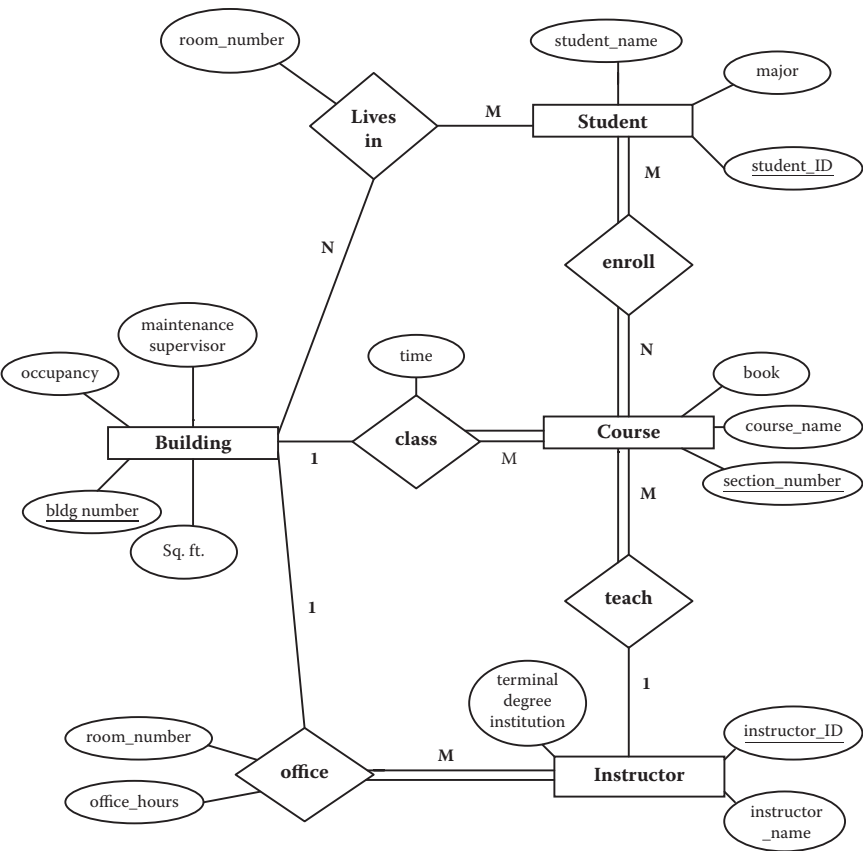 room_number
student_name
major
Lives
in
M
Student
student_ID
M
enroll
N
N
maintenance
supervisor
occupancy
time
book
course_name
Building
1
class
M
Course
section_number
bldg number
M
Sq. ft.
teach
1
1
terminal
degree
institution
instructor_ID
room_number
M
office
Instructor
office_hours
instructor
_name